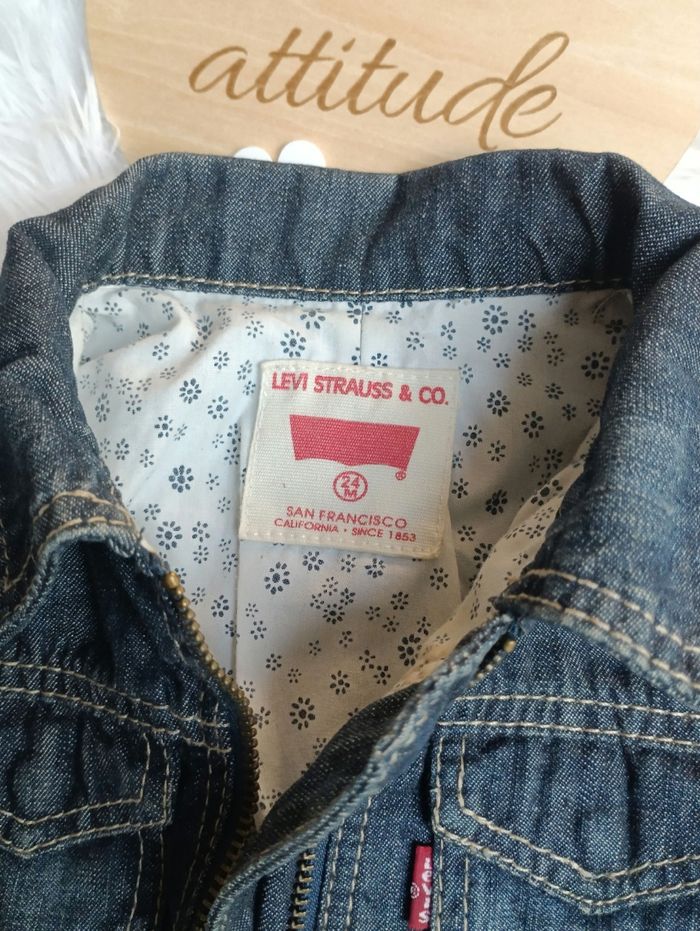 attitude
LEVI STRAUSS & CO.
®
24
M
SAN FRANCISCO
CALIFORNIA • SINCE 1853
LEVI'S
®